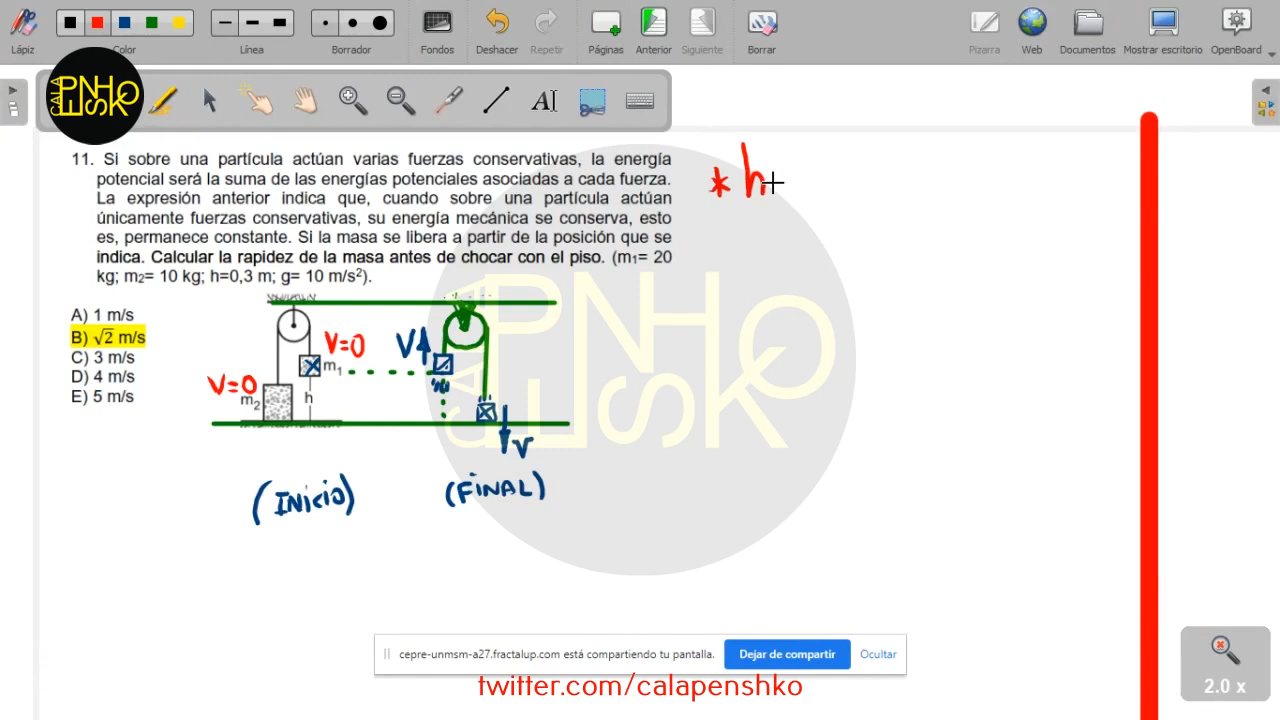 Lápiz Color Línea Borrador Fondos Deshacer Repetir Páginas Anterior Siguiente Borrar Pizarra Web Documentos Mostrar escritorio OpenBoard
CALA PENHOSK
AI
11. Si sobre una partícula actúan varias fuerzas conservativas, la energía
potencial será la suma de las energías potenciales asociadas a cada fuerza.
La expresión anterior indica que, cuando sobre una partícula actúan
únicamente fuerzas conservativas, su energía mecánica se conserva, esto
es, permanece constante. Si la masa se libera a partir de la posición que se
indica. Calcular la rapidez de la masa antes de chocar con el piso. (m1= 20
kg; m2= 10 kg; h=0,3 m; g= 10 m/s²).
* h
A) 1 m/s
B) √2 m/s
C) 3 m/s
D) 4 m/s
E) 5 m/s
V=0
m1
V
V=0
m2
h
V
(INICIO)
(FINAL)
CALA PENHOSK
cepre-unmsm-a27.fractalup.com está compartiendo tu pantalla. Dejar de compartir Ocultar
twitter.com/calapenshko
2.0 x